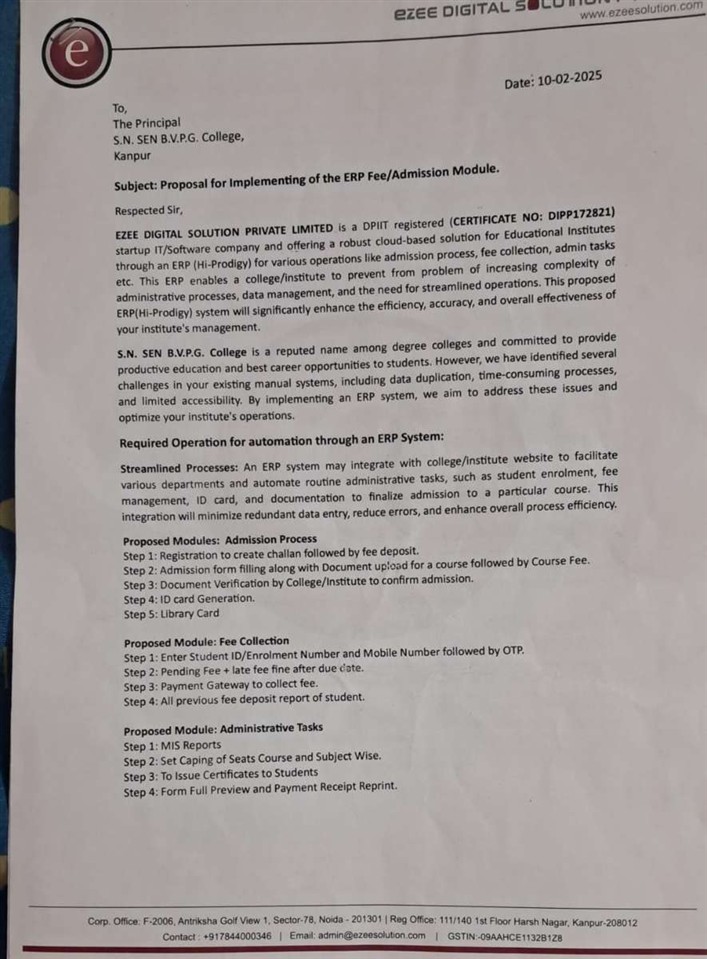 EZEE DIGITAL SOLUTION
www.ezeesolution.com
e
Date: 10-02-2025
To,
The Principal
S.N. SEN B.V.P.G. College,
Kanpur
Subject: Proposal for Implementing of the ERP Fee/Admission Module.
Respected Sir,
EZEE DIGITAL SOLUTION PRIVATE LIMITED is a DPIIT registered (CERTIFICATE NO: DIPP172821)
startup IT/Software company and offering a robust cloud-based solution for Educational Institutes
through an ERP (Hi-Prodigy) for various operations like admission process, fee collection, admin tasks
etc. This ERP enables a college/institute to prevent from problem of increasing complexity of
administrative processes, data management, and the need for streamlined operations. This proposed
ERP(Hi-Prodigy) system will significantly enhance the efficiency, accuracy, and overall effectiveness of
your institute's management.
S.N. SEN B.V.P.G. College is a reputed name among degree colleges and committed to provide
productive education and best career opportunities to students. However, we have identified several
challenges in your existing manual systems, including data duplication, time-consuming processes,
and limited accessibility. By implementing an ERP system, we aim to address these issues and
optimize your institute's operations.
Required Operation for automation through an ERP System:
Streamlined Processes: An ERP system may integrate with college/institute website to facilitate
various departments and automate routine administrative tasks, such as student enrolment, fee
management, ID card, and documentation to finalize admission to a particular course. This
integration will minimize redundant data entry, reduce errors, and enhance overall process efficiency.
Proposed Modules: Admission Process
Step 1: Registration to create challan followed by fee deposit.
Step 2: Admission form filling along with Document upload for a course followed by Course Fee.
Step 3: Document Verification by College/Institute to confirm admission.
Step 4: ID card Generation.
Step 5: Library Card
Proposed Module: Fee Collection
Step 1: Enter Student ID/Enrolment Number and Mobile Number followed by OTP.
Step 2: Pending Fee + late fee fine after due date.
Step 3: Payment Gateway to collect fee.
Step 4: All previous fee deposit report of student.
Proposed Module: Administrative Tasks
Step 1: MIS Reports
Step 2: Set Caping of Seats Course and Subject Wise.
Step 3: To Issue Certificates to Students
Step 4: Form Full Preview and Payment Receipt Reprint.
Corp. Office: F-2006, Antriksha Golf View 1, Sector-78, Noida - 201301 | Reg Office: 111/140 1st Floor Harsh Nagar, Kanpur-208012
Contact : +917844000346 | Email: admin@ezeesolution.com | GSTIN:-09AAHCE1132B1Z8